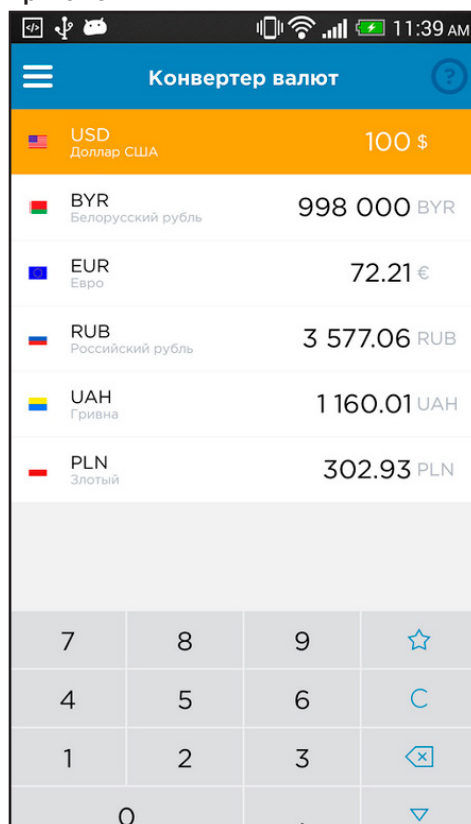 11:39 AM
Конвертер валют
?
USD
Доллар США
100 $
BYR
Белорусский рубль
998 000 BYR
EUR
Евро
72.21 €
RUB
Российский рубль
3 577.06 RUB
UAH
Гривна
1 160.01 UAH
PLN
Злотый
302.93 PLN
7 8 9
4 5 6 C
1 2 3
0 .